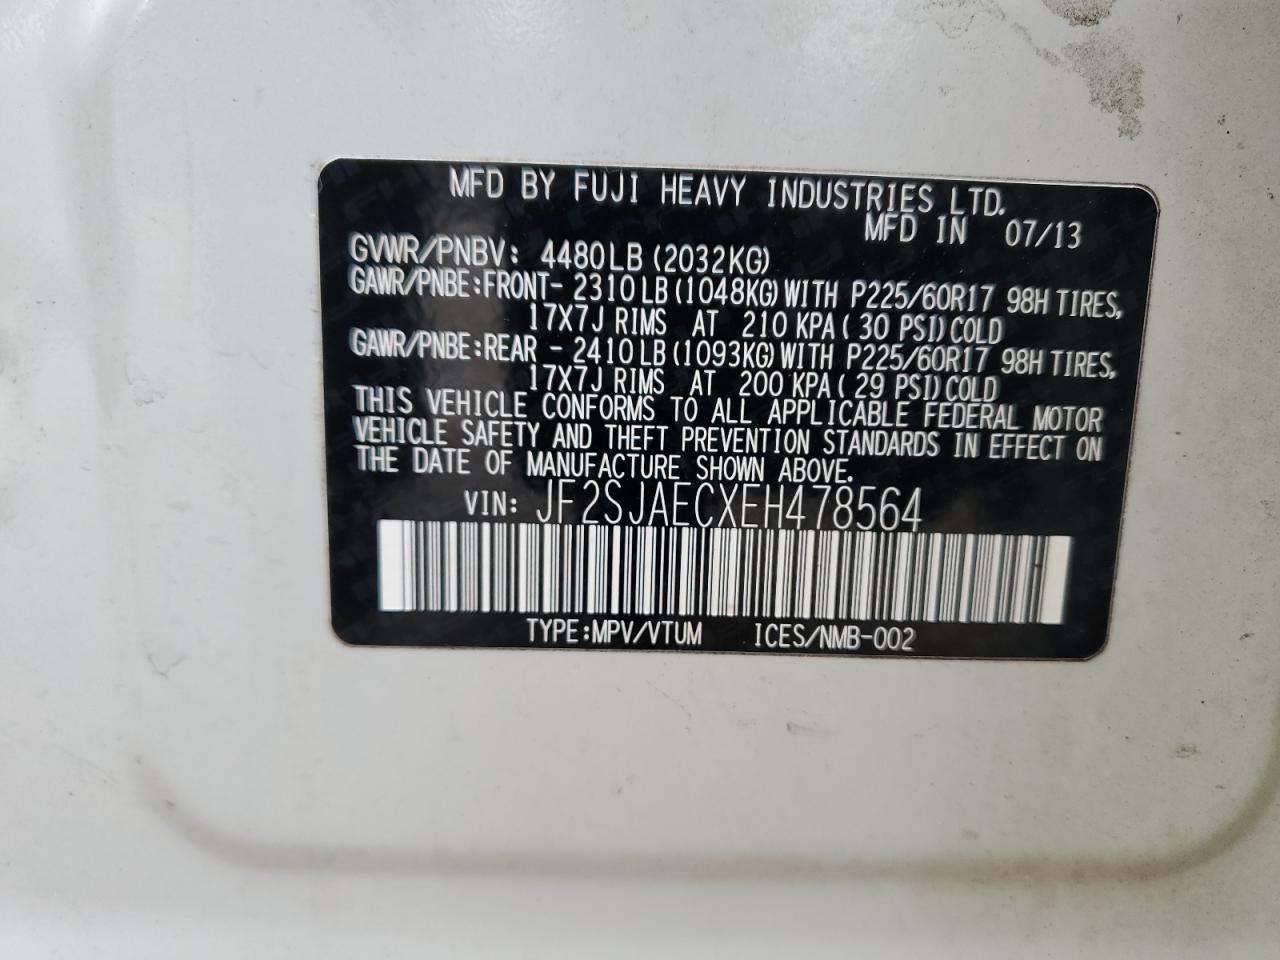 MFD BY FUJI HEAVY INDUSTRIES LTD.
MFD IN 07/13
GVWR/PNBV: 4480LB (2032KG)
GAWR/PNBE:FRONT- 2310LB(1048KG)WITH P225/60R17 98H TIRES,
17X7J RIMS AT 210 KPA( 30 PSI)COLD
GAWR/PNBE:REAR - 2410LB(1093KG)WITH P225/60R17 98H TIRES,
17X7J RIMS AT 200 KPA( 29 PSI)COLD
THIS VEHICLE CONFORMS TO ALL APPLICABLE FEDERAL MOTOR
VEHICLE SAFETY AND THEFT PREVENTION STANDARDS IN EFFECT ON
THE DATE OF MANUFACTURE SHOWN ABOVE.
VIN: JF2SJAECXEH478564
TYPE:MPV/VTUM ICES/NMB-002